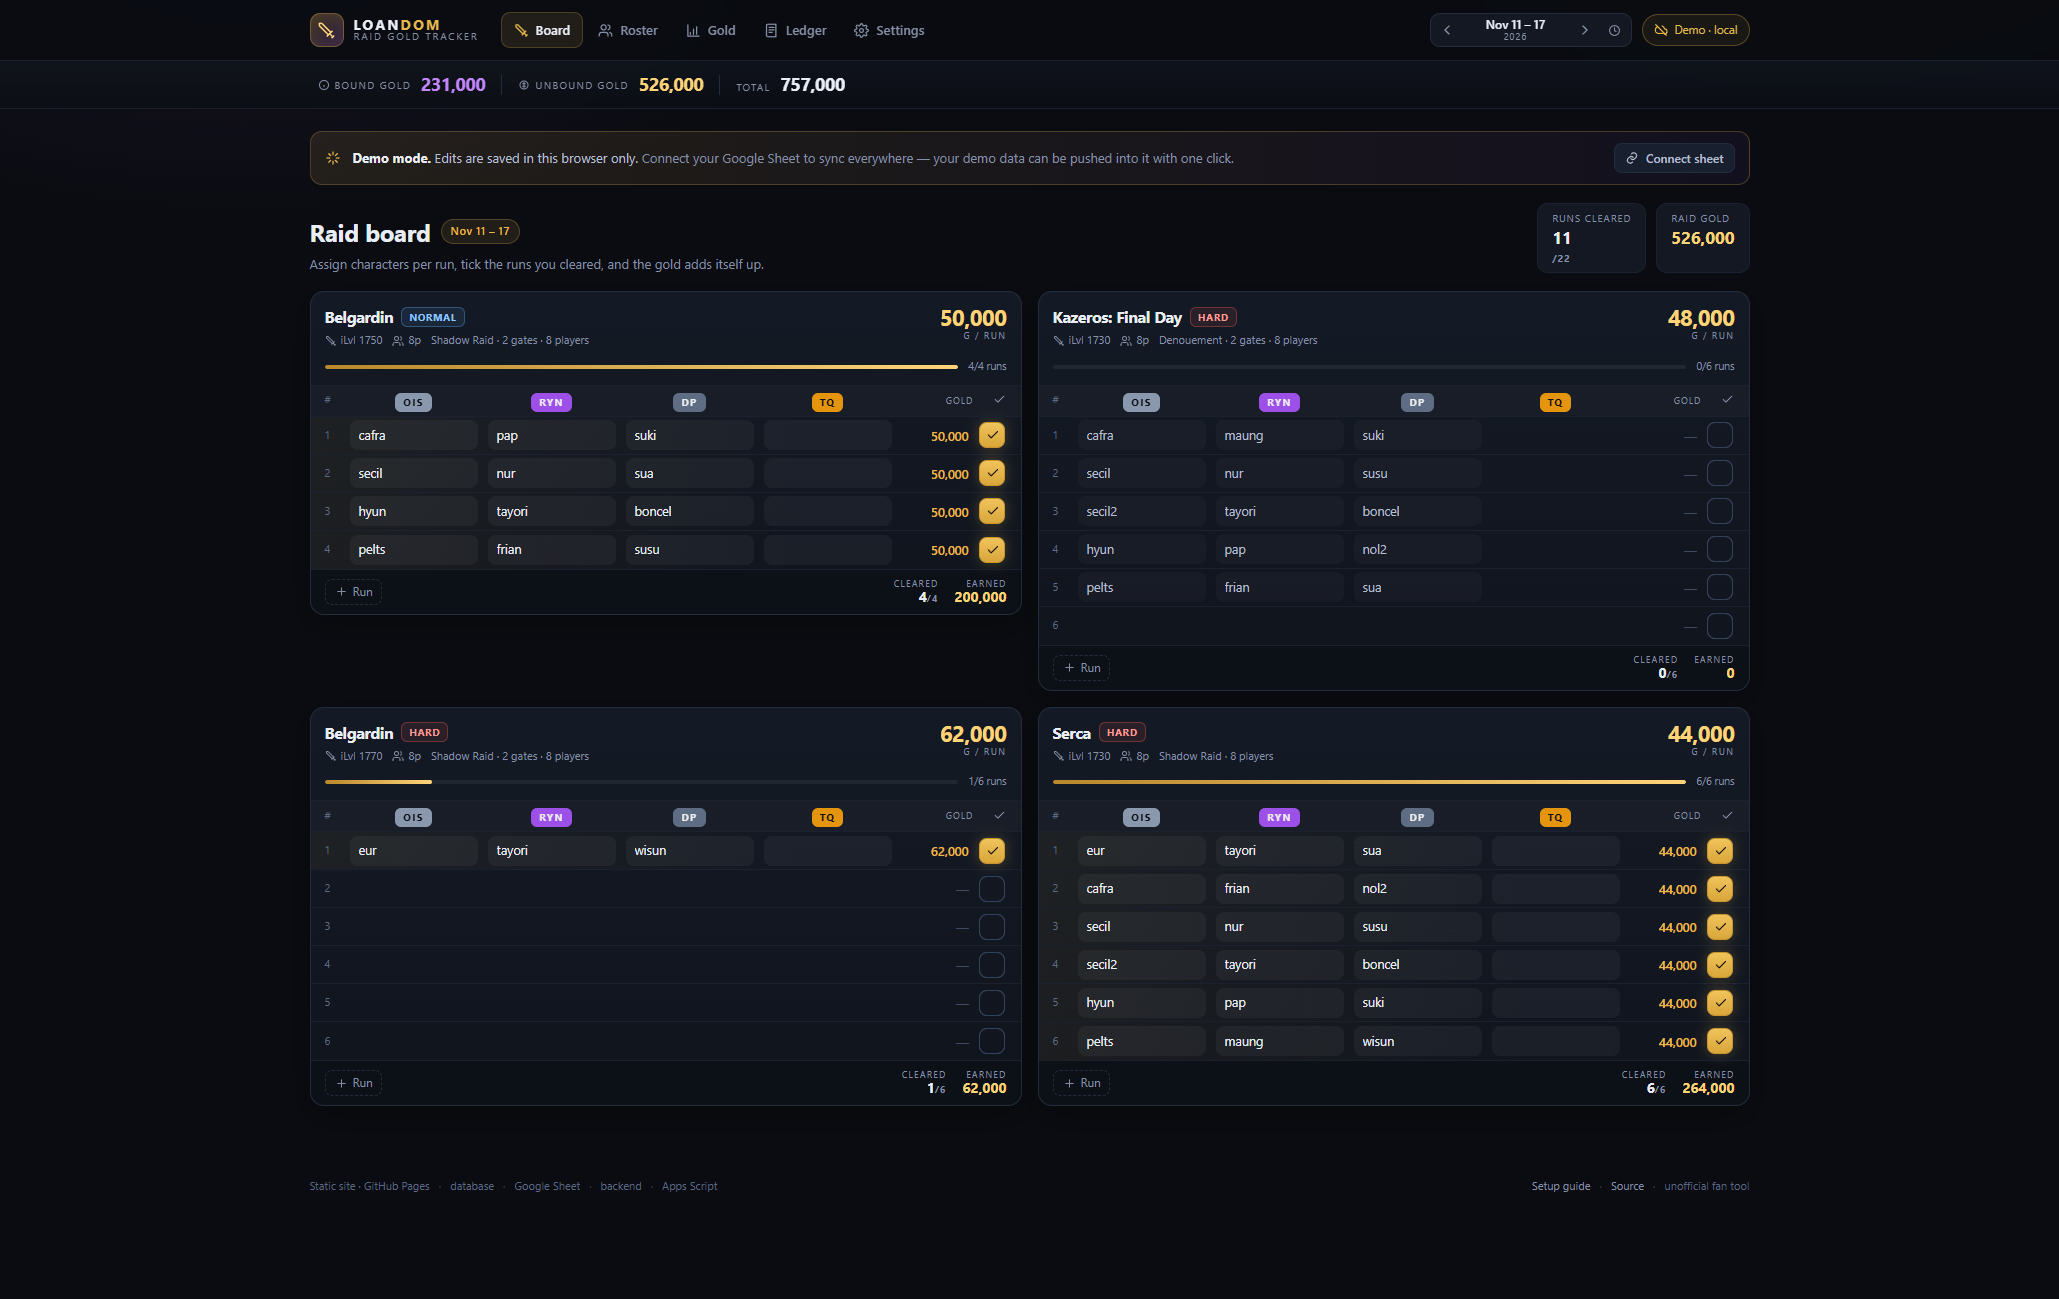 LOANDOM
RAID GOLD TRACKER
Board
Roster
Gold
Ledger
Settings
Nov 11 – 17
2026
Demo · local
BOUND GOLD 231,000
UNBOUND GOLD 526,000
TOTAL 757,000
Demo mode. Edits are saved in this browser only. Connect your Google Sheet to sync everywhere — your demo data can be pushed into it with one click.
Connect sheet
Raid board
Nov 11 – 17
Assign characters per run, tick the runs you cleared, and the gold adds itself up.
RUNS CLEARED
11
/22
RAID GOLD
526,000
Belgardin NORMAL
50,000
G / RUN
iLvl 1750 8p Shadow Raid · 2 gates · 8 players
4/4 runs
# OIS RYN DP TQ GOLD
1 cafra pap suki 50,000
2 secil nur sua 50,000
3 hyun tayori boncel 50,000
4 pelts frian susu 50,000
+ Run
CLEARED
4/4
EARNED
200,000
Kazeros: Final Day HARD
48,000
G / RUN
iLvl 1730 8p Denouement · 2 gates · 8 players
0/6 runs
# OIS RYN DP TQ GOLD
1 cafra maung suki —
2 secil nur susu —
3 secil2 tayori boncel —
4 hyun pap nol2 —
5 pelts frian sua —
6 —
+ Run
CLEARED
0/6
EARNED
0
Belgardin HARD
62,000
G / RUN
iLvl 1770 8p Shadow Raid · 2 gates · 8 players
1/6 runs
# OIS RYN DP TQ GOLD
1 eur tayori wisun 62,000
2 —
3 —
4 —
5 —
6 —
+ Run
CLEARED
1/6
EARNED
62,000
Serca HARD
44,000
G / RUN
iLvl 1730 8p Shadow Raid · 8 players
6/6 runs
# OIS RYN DP TQ GOLD
1 eur tayori sua 44,000
2 cafra frian nol2 44,000
3 secil nur susu 44,000
4 secil2 tayori boncel 44,000
5 hyun pap suki 44,000
6 pelts maung wisun 44,000
+ Run
CLEARED
6/6
EARNED
264,000
Static site · GitHub Pages · database · Google Sheet · backend · Apps Script
Setup guide · Source · unofficial fan tool